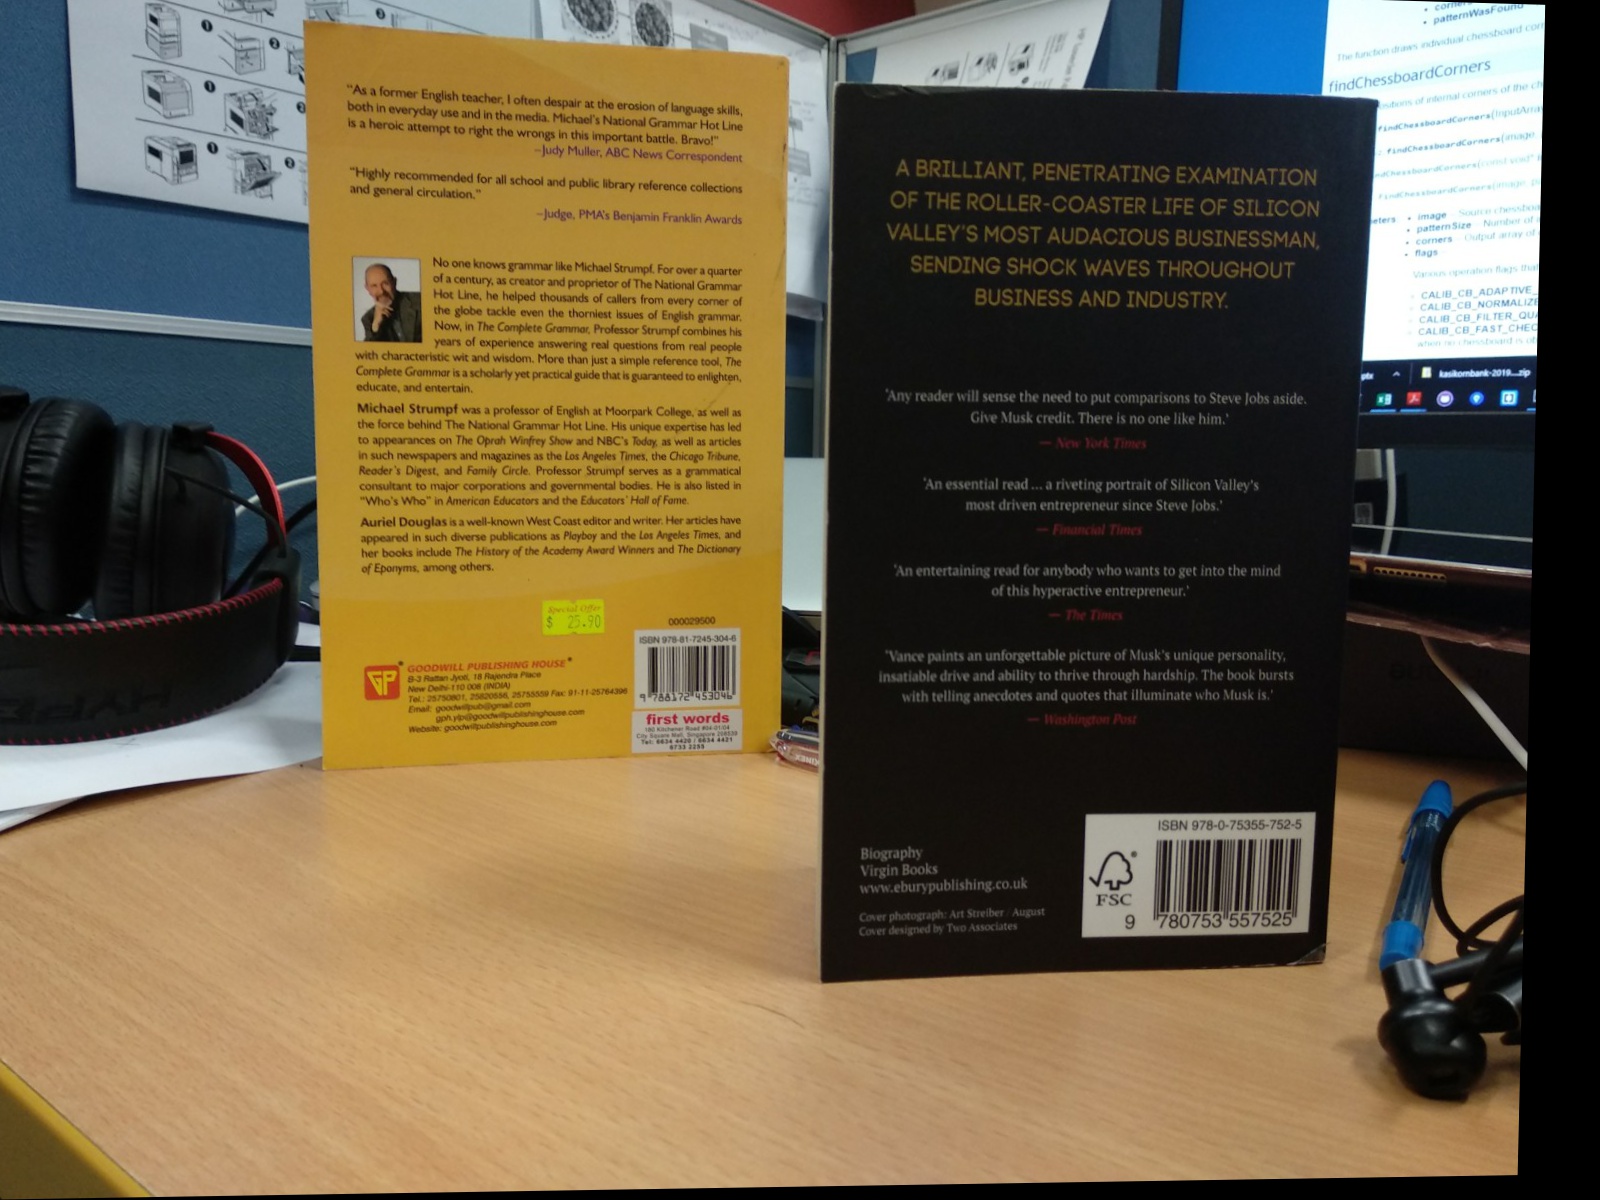 "As a former English teacher, I often despair at the erosion of language skills,
both in everyday use and in the media. Michael's National Grammar Hot Line
is a heroic attempt to right the wrongs in this important battle. Bravo!"
–Judy Muller, ABC News Correspondent
"Highly recommended for all school and public library reference collections
and general circulation."
–Judge, PMA's Benjamin Franklin Awards
No one knows grammar like Michael Strumpf. For over a quarter
of a century, as creator and proprietor of The National Grammar
Hot Line, he helped thousands of callers from every corner of
the globe tackle even the thorniest issues of English grammar.
Now, in The Complete Grammar, Professor Strumpf combines his
years of experience answering real questions from real people
with characteristic wit and wisdom. More than just a simple reference tool, The
Complete Grammar is a scholarly yet practical guide that is guaranteed to enlighten,
educate, and entertain.
Michael Strumpf was a professor of English at Moorpark College, as well as
the force behind The National Grammar Hot Line. His unique expertise has led
to appearances on The Oprah Winfrey Show and NBC's Today, as well as articles
in such newspapers and magazines as the Los Angeles Times, the Chicago Tribune,
Reader's Digest, and Family Circle. Professor Strumpf serves as a grammatical
consultant to major corporations and governmental bodies. He is also listed in
"Who's Who" in American Educators and the Educators' Hall of Fame.
Auriel Douglas is a well-known West Coast editor and writer. Her articles have
appeared in such diverse publications as Playboy and the Los Angeles Times, and
her books include The History of the Academy Award Winners and The Dictionary
of Eponyms, among others.
Special Offer
$ 25.90
000029500
ISBN 978-81-7245-304-6
9 788172 453046
GP
GOODWILL PUBLISHING HOUSE®
B-3 Rattan Jyoti, 18 Rajendra Place
New Delhi-110 008 (INDIA)
Tel.: 25750801, 25820556, 25755559 Fax: 91-11-25764396
Email: goodwillpub@gmail.com
gph.ylp@goodwillpublishinghouse.com
Website: goodwillpublishinghouse.com
first words
180 Kitchener Road #04-01/04
City Square Mall, Singapore 208539
Tel: 6634 4420 / 6634 4421
6733 2255
A BRILLIANT, PENETRATING EXAMINATION
OF THE ROLLER-COASTER LIFE OF SILICON
VALLEY'S MOST AUDACIOUS BUSINESSMAN,
SENDING SHOCK WAVES THROUGHOUT
BUSINESS AND INDUSTRY.
'Any reader will sense the need to put comparisons to Steve Jobs aside.
Give Musk credit. There is no one like him.'
— New York Times
'An essential read ... a riveting portrait of Silicon Valley's
most driven entrepreneur since Steve Jobs.'
— Financial Times
'An entertaining read for anybody who wants to get into the mind
of this hyperactive entrepreneur.'
— The Times
'Vance paints an unforgettable picture of Musk's unique personality,
insatiable drive and ability to thrive through hardship. The book bursts
with telling anecdotes and quotes that illuminate who Musk is.'
— Washington Post
Biography
Virgin Books
www.eburypublishing.co.uk
Cover photograph: Art Streiber / August
Cover designed by Two Associates
FSC
ISBN 978-0-75355-752-5
9 780753 557525
patternWasFound
The function draws individual chessboard
findChessboardCorners
findChessboardCorners(InputArray
findChessboardCorners(image,
FindChessboardCorners(image,
image - Source chessboa
patternSize - Number of
corners - Output array of
flags -
Various operation flags that
CALIB_CB_ADAPTIVE_
CALIB_CB_NORMALIZE
CALIB_CB_FILTER_QUA
CALIB_CB_FAST_CHEC
kasikornbank-2019....zip